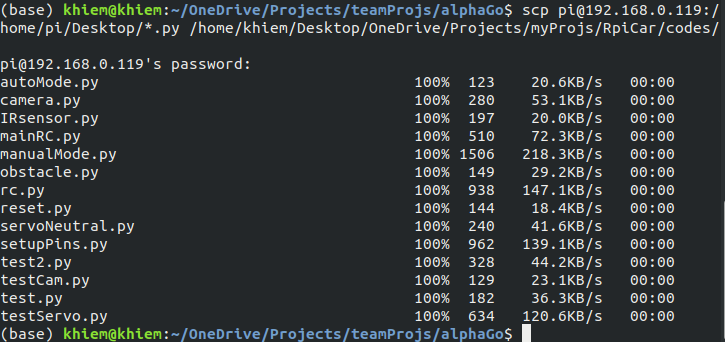 (base) khiem@khiem:~/OneDrive/Projects/teamProjs/alphaGo$ scp pi@192.168.0.119:/
home/pi/Desktop/*.py /home/khiem/Desktop/OneDrive/Projects/myProjs/RpiCar/codes/
pi@192.168.0.119's password:
autoMode.py 100% 123 20.6KB/s 00:00
camera.py 100% 280 53.1KB/s 00:00
IRsensor.py 100% 197 20.0KB/s 00:00
mainRC.py 100% 510 72.3KB/s 00:00
manualMode.py 100% 1506 218.3KB/s 00:00
obstacle.py 100% 149 29.2KB/s 00:00
rc.py 100% 938 147.1KB/s 00:00
reset.py 100% 144 18.4KB/s 00:00
servoNeutral.py 100% 240 41.6KB/s 00:00
setupPins.py 100% 962 139.1KB/s 00:00
test2.py 100% 328 44.2KB/s 00:00
testCam.py 100% 129 23.1KB/s 00:00
test.py 100% 182 36.3KB/s 00:00
testServo.py 100% 634 120.6KB/s 00:00
(base) khiem@khiem:~/OneDrive/Projects/teamProjs/alphaGo$